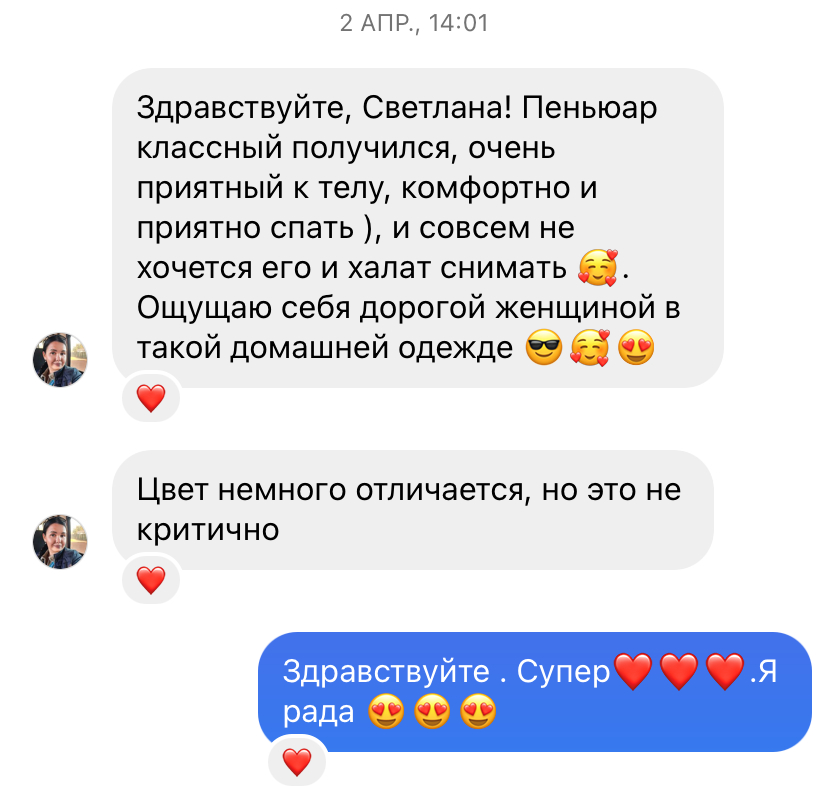 2 АПР., 14:01
Здравствуйте, Светлана! Пеньюар
классный получился, очень
приятный к телу, комфортно и
приятно спать ), и совсем не
хочется его и халат снимать 🥰.
Ощущаю себя дорогой женщиной в
такой домашней одежде 😎🥰😍
Цвет немного отличается, но это не
критично
Здравствуйте . Супер❤️❤️❤️.Я
рада 😍😍😍